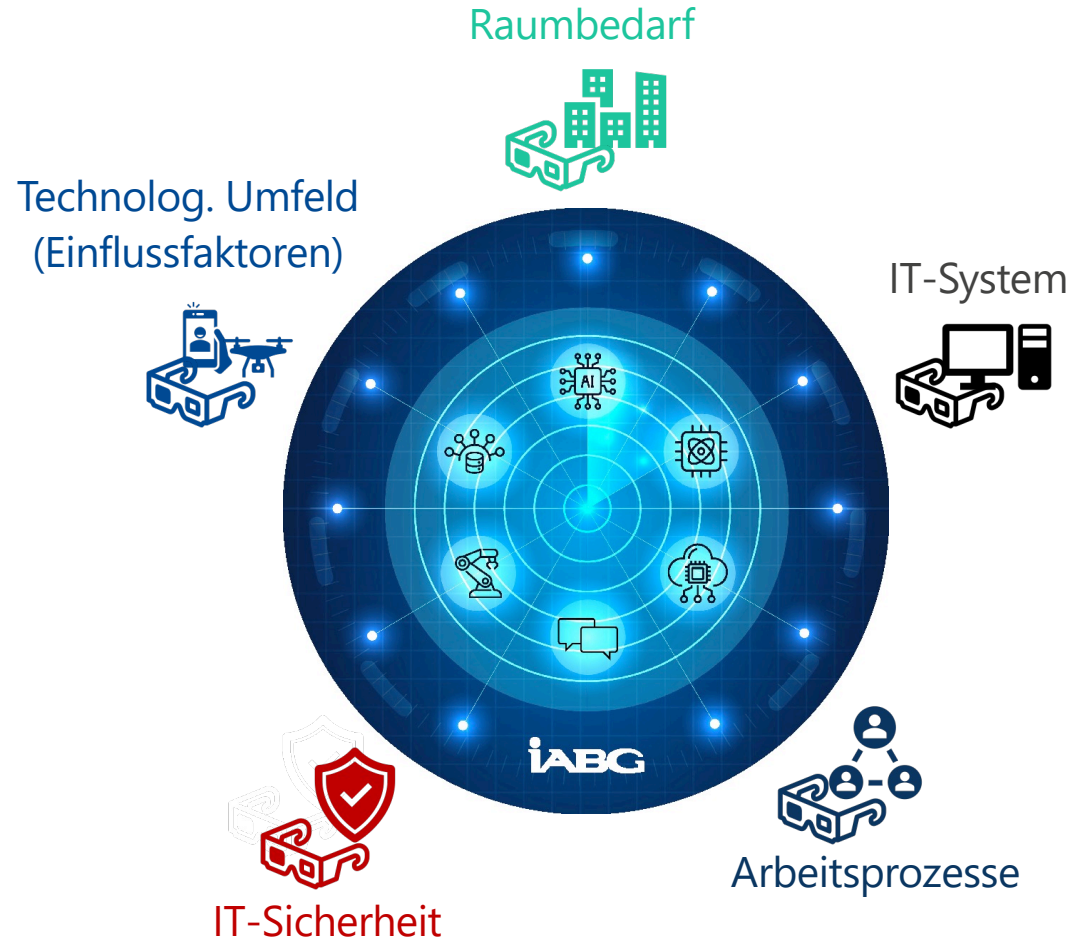 Raumbedarf
Technolog. Umfeld
(Einflussfaktoren)
IT-System
AI
iABG
Arbeitsprozesse
IT-Sicherheit